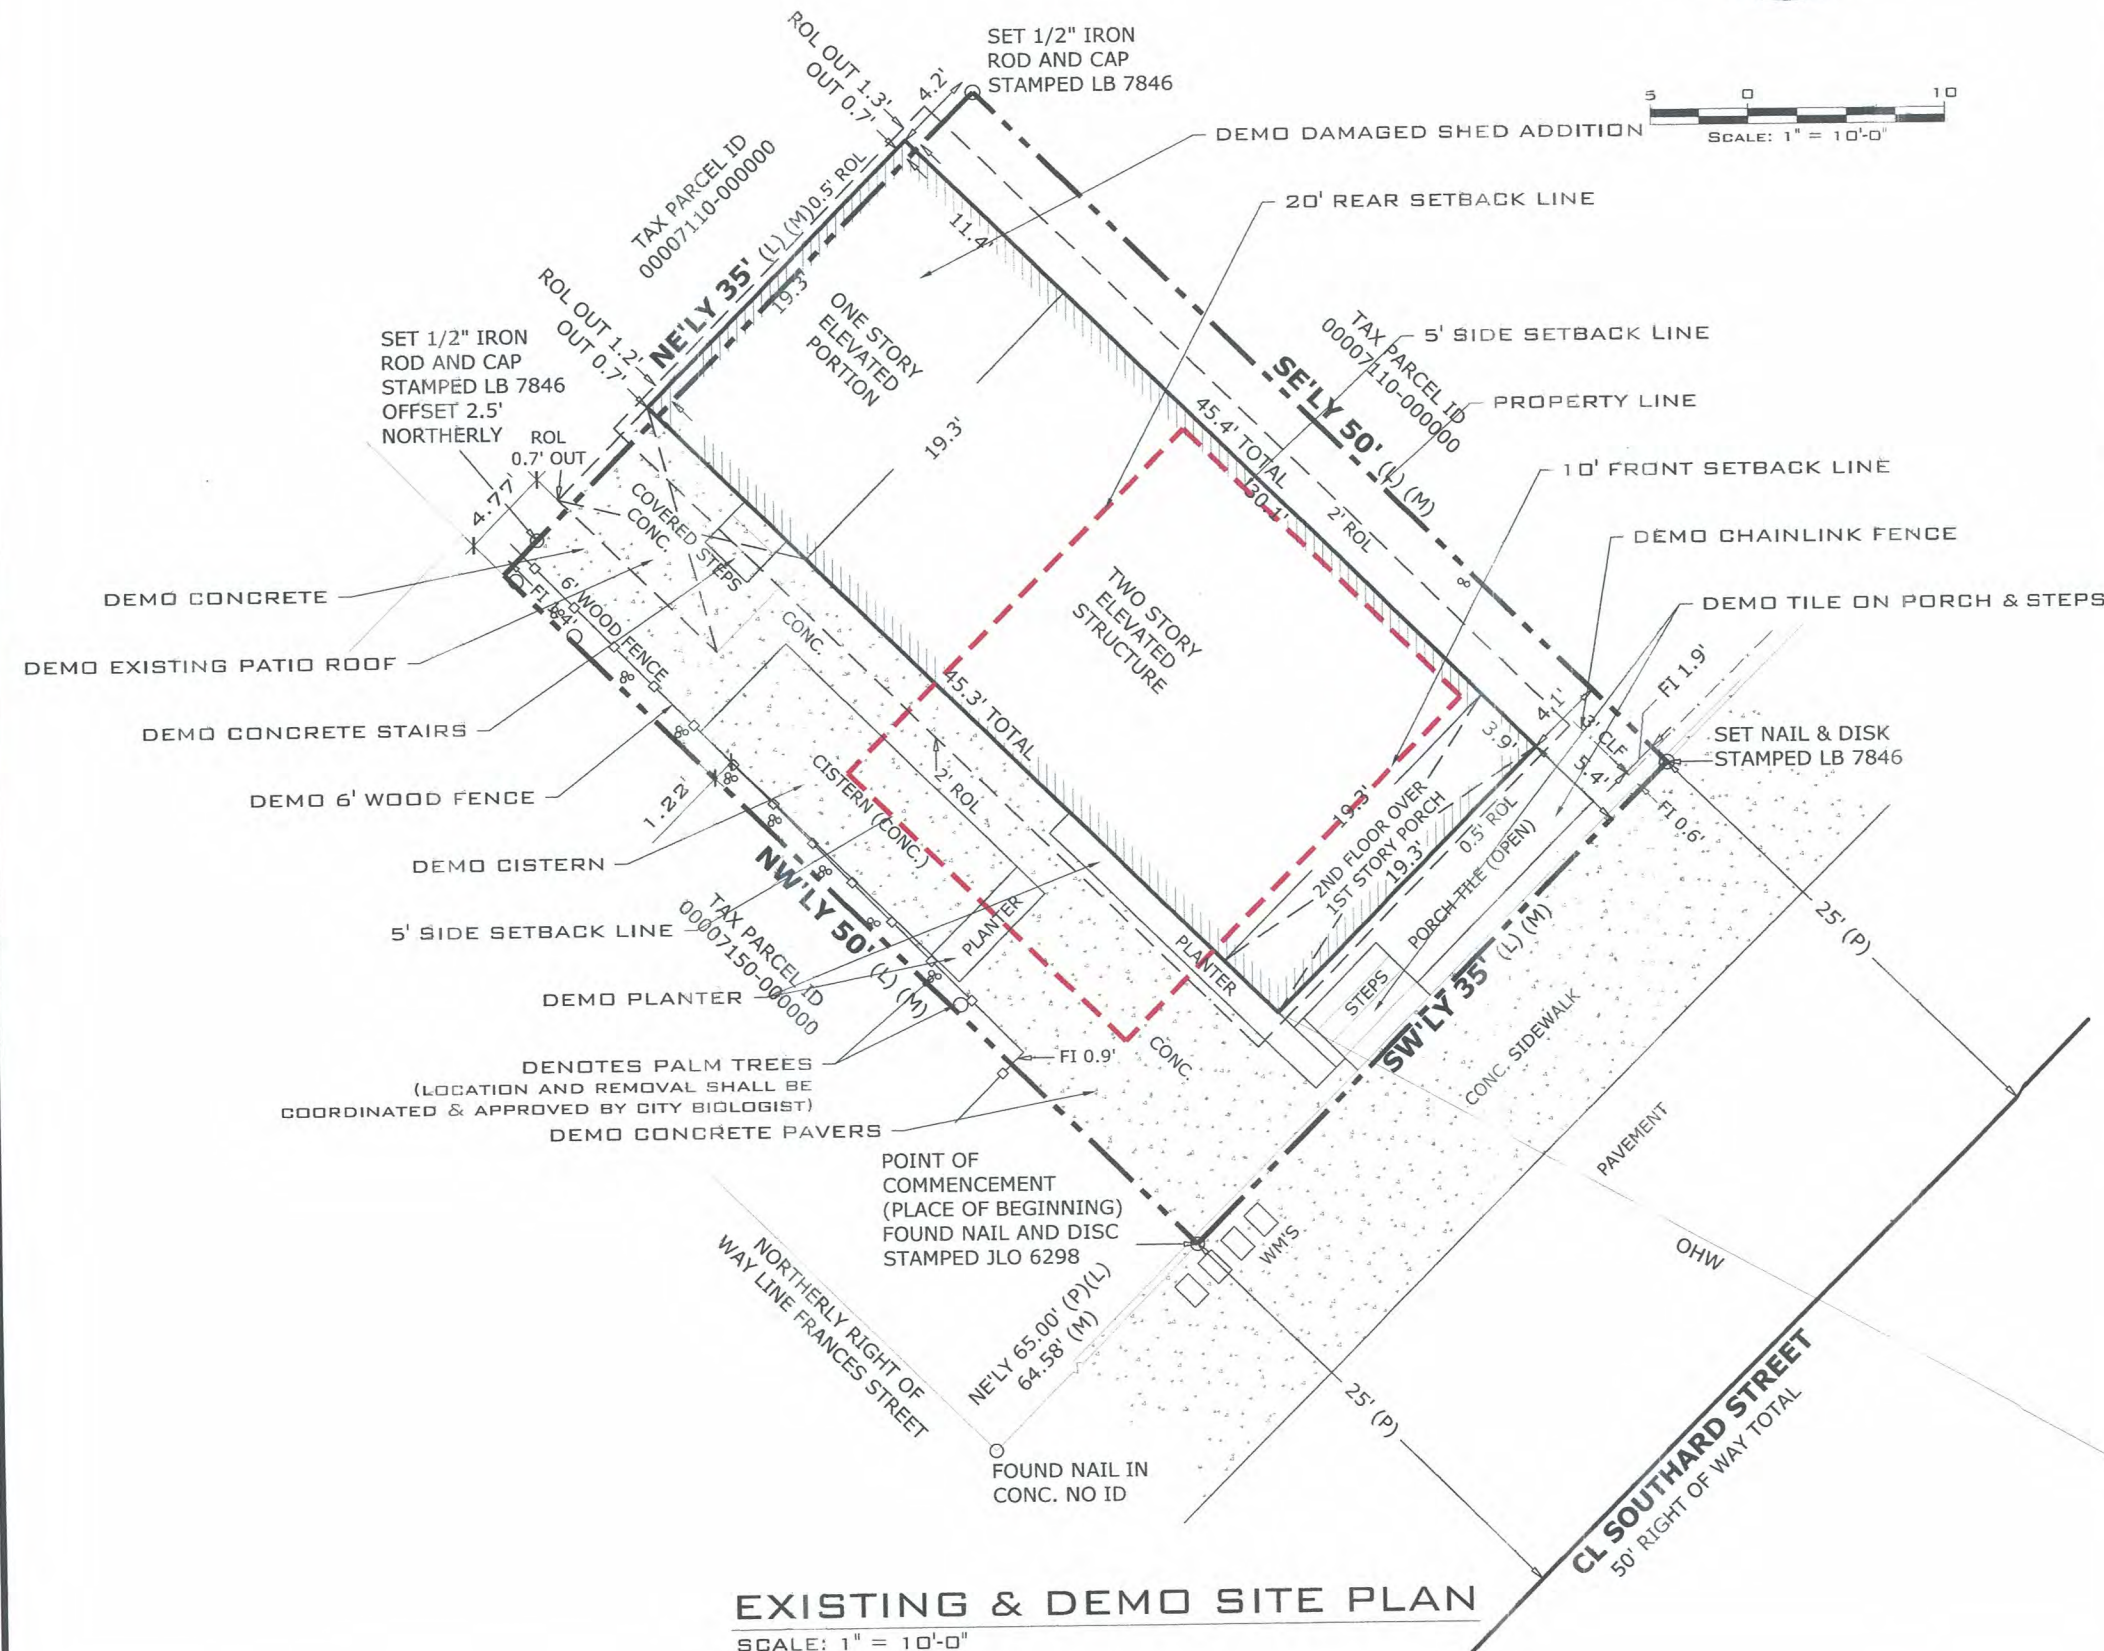 SET 1/2" IRON
ROD AND CAP
STAMPED LB 7846
ROL OUT 1.3'
OUT 0.7'
4.2'
5 0 10
SCALE: 1" = 10'-0"
DEMO DAMAGED SHED ADDITION
20' REAR SETBACK LINE
TAX PARCEL ID
00007110-000000
NE'LY 35' (L) (M)
0.5' ROL
19.3'
11.4'
ROL OUT 1.2'
OUT 0.7'
ONE STORY
ELEVATED
PORTION
19.3'
SET 1/2" IRON
ROD AND CAP
STAMPED LB 7846
OFFSET 2.5'
NORTHERLY
ROL
0.7' OUT
4.77'
TAX PARCEL ID
00007110-000000
5' SIDE SETBACK LINE
SE'LY 50' (L) (M)
PROPERTY LINE
45.4' TOTAL
30.1'
2' ROL
10' FRONT SETBACK LINE
DEMO CHAINLINK FENCE
DEMO TILE ON PORCH & STEPS
COVERED
CONC.
STEPS
DEMO CONCRETE
6' WOOD FENCE
CONC.
DEMO EXISTING PATIO ROOF
TWO STORY
ELEVATED
STRUCTURE
FI 1.9'
DEMO CONCRETE STAIRS
45.3' TOTAL
4.1'
3.9'
3' CLF
5.4'
SET NAIL & DISK
STAMPED LB 7846
DEMO 6' WOOD FENCE
1.22'
CISTERN (CONC.)
2' ROL
19.3'
2ND FLOOR OVER
1ST STORY PORCH
19.3'
0.5' ROL
FI 0.6'
DEMO CISTERN
PORCH TILE (OPEN)
25' (P)
NW'LY 50' (L) (M)
TAX PARCEL ID
00007150-000000
5' SIDE SETBACK LINE
PLANTER
PLANTER
STEPS
SW'LY 35' (L) (M)
DEMO PLANTER
CONC. SIDEWALK
DENOTES PALM TREES
(LOCATION AND REMOVAL SHALL BE
COORDINATED & APPROVED BY CITY BIOLOGIST)
FI 0.9'
CONC.
DEMO CONCRETE PAVERS
PAVEMENT
POINT OF
COMMENCEMENT
(PLACE OF BEGINNING)
FOUND NAIL AND DISC
STAMPED JLO 6298
WM'S
OHW
NORTHERLY RIGHT OF
WAY LINE FRANCES STREET
NE'LY 65.00' (P)(L)
64.58' (M)
25' (P)
FOUND NAIL IN
CONC. NO ID
CL SOUTHARD STREET
50' RIGHT OF WAY TOTAL
EXISTING & DEMO SITE PLAN
SCALE: 1" = 10'-0"